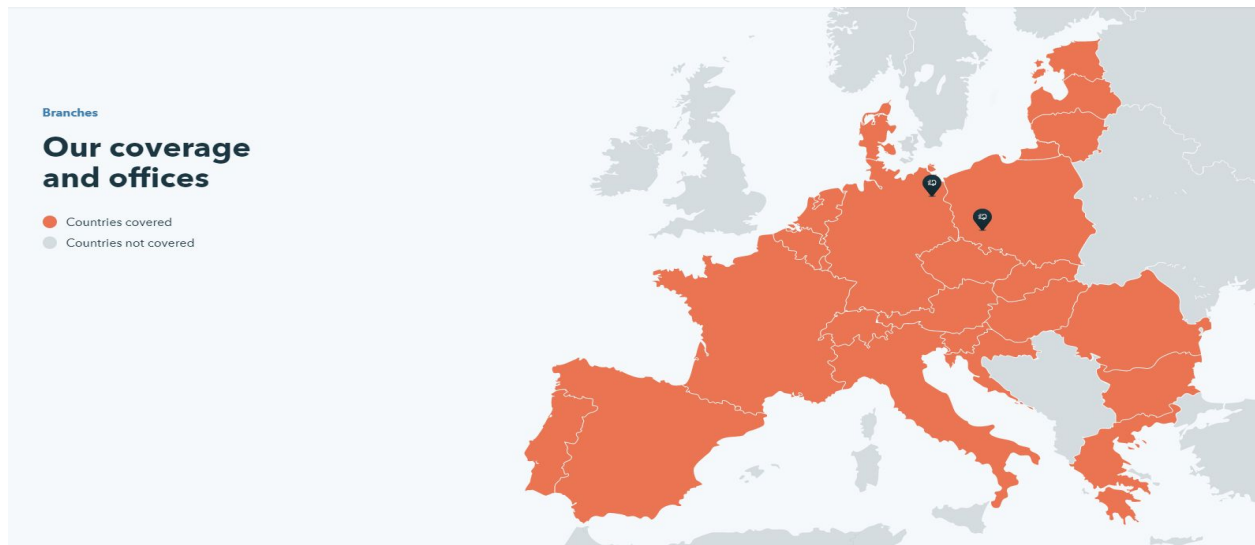 Branches
Our coverage
and offices
Countries covered
Countries not covered